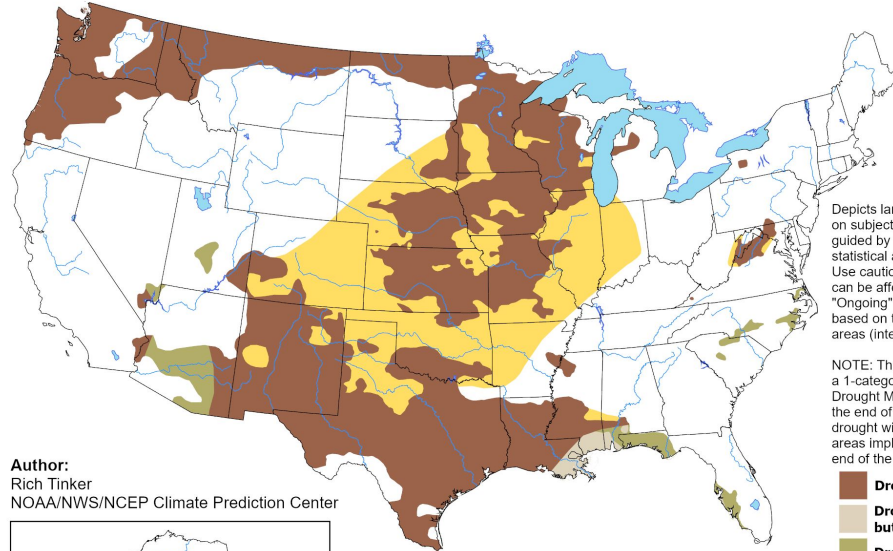 Depicts lar
on subject
guided by
statistical a
Use cautic
can be affe
"Ongoing"
based on t
areas (inte
NOTE: Th
a 1-catego
Drought M
the end of
drought wi
areas impl
end of the
Author:
Rich Tinker
NOAA/NWS/NCEP Climate Prediction Center
Dro
Dro
but